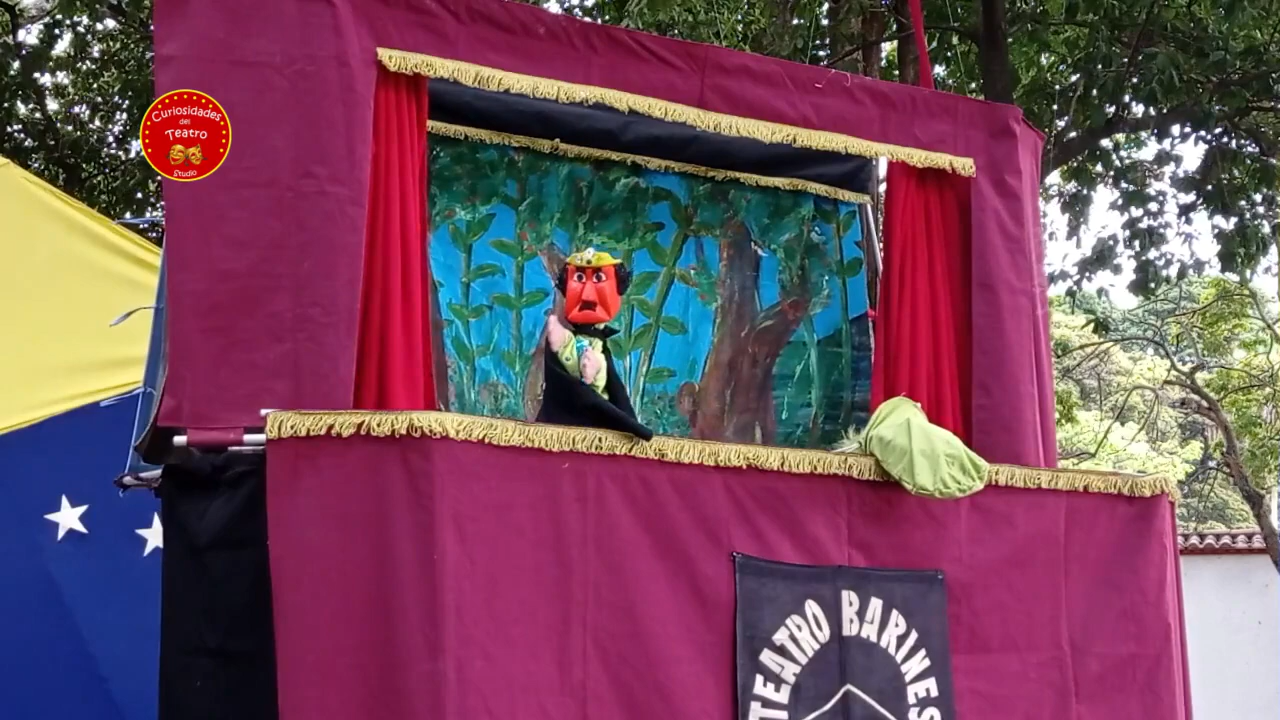 Curiosidades
del
Teatro
Studio
TEATRO BARINES